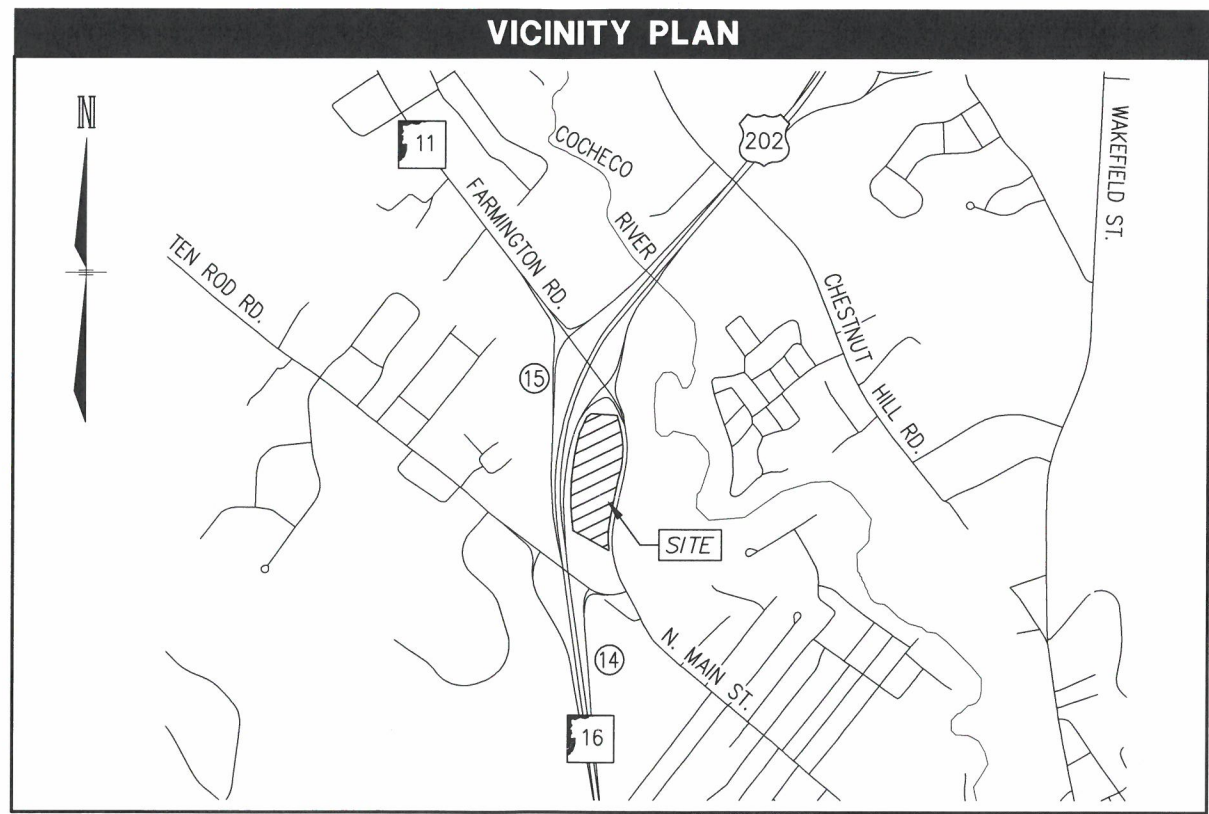 VICINITY PLAN
N
11
202
COCHECO
RIVER
WAKEFIELD ST.
FARMINGTON RD.
TEN ROD RD.
CHESTNUT HILL RD.
15
SITE
14
N. MAIN ST.
16